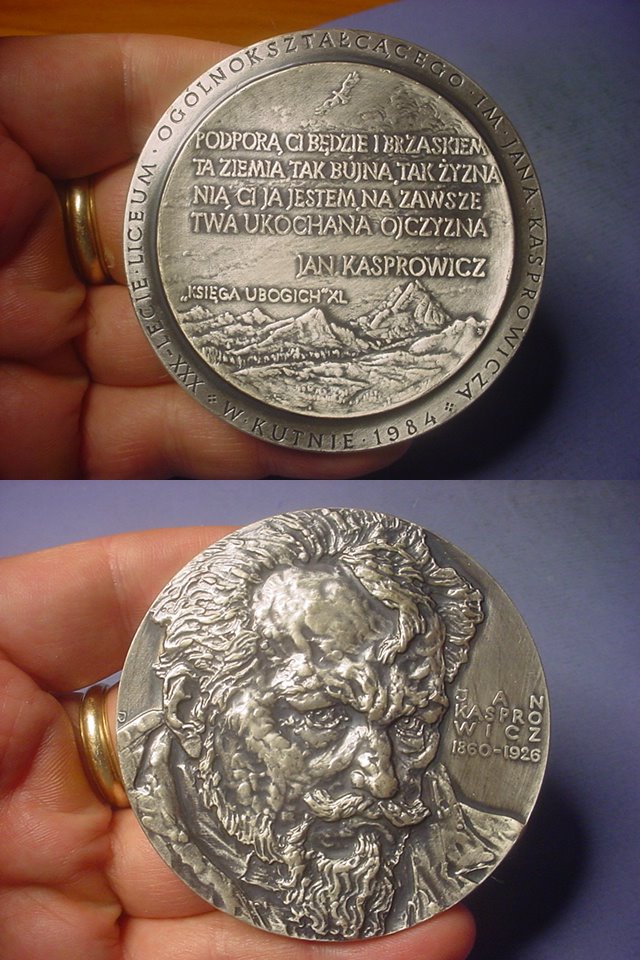 XXX-LECIE·LICEUM·OGÓLNOKSZTAŁCĄCEGO·IM·JANA KASPROWICZA
W·KUTNIE·1984
PODPORĄ CI BĘDZIE I BRZASKIEM
TA ZIEMIA, TAK BUJNA, TAK ŻYZNA
NIĄ CI JA JESTEM, NA ZAWSZE
TWA UKOCHANA OJCZYZNA
JAN KASPROWICZ
„KSIĘGA UBOGICH" XL
JAN
KASPRO
WICZ
1860-1926